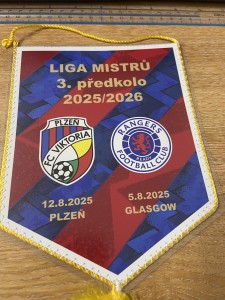 LIGA MISTRŮ
3. předkolo
2025/2026
PLZEŇ
FC VIKTORIA
RANGERS
READY
FOOTBALL CLUB
12.8.2025
PLZEŇ
5.8.2025
GLASGOW